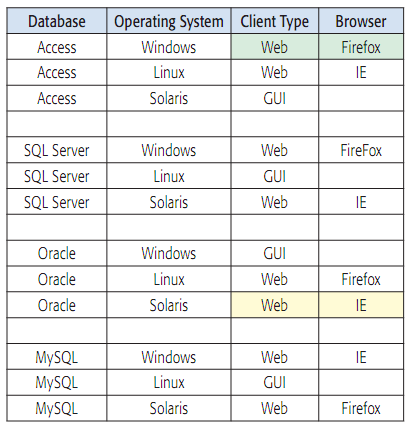 Database Operating System Client Type Browser
Access Windows Web Firefox
Access Linux Web IE
Access Solaris GUI
SQL Server Windows Web FireFox
SQL Server Linux GUI
SQL Server Solaris Web IE
Oracle Windows GUI
Oracle Linux Web Firefox
Oracle Solaris Web IE
MySQL Windows Web IE
MySQL Linux GUI
MySQL Solaris Web Firefox